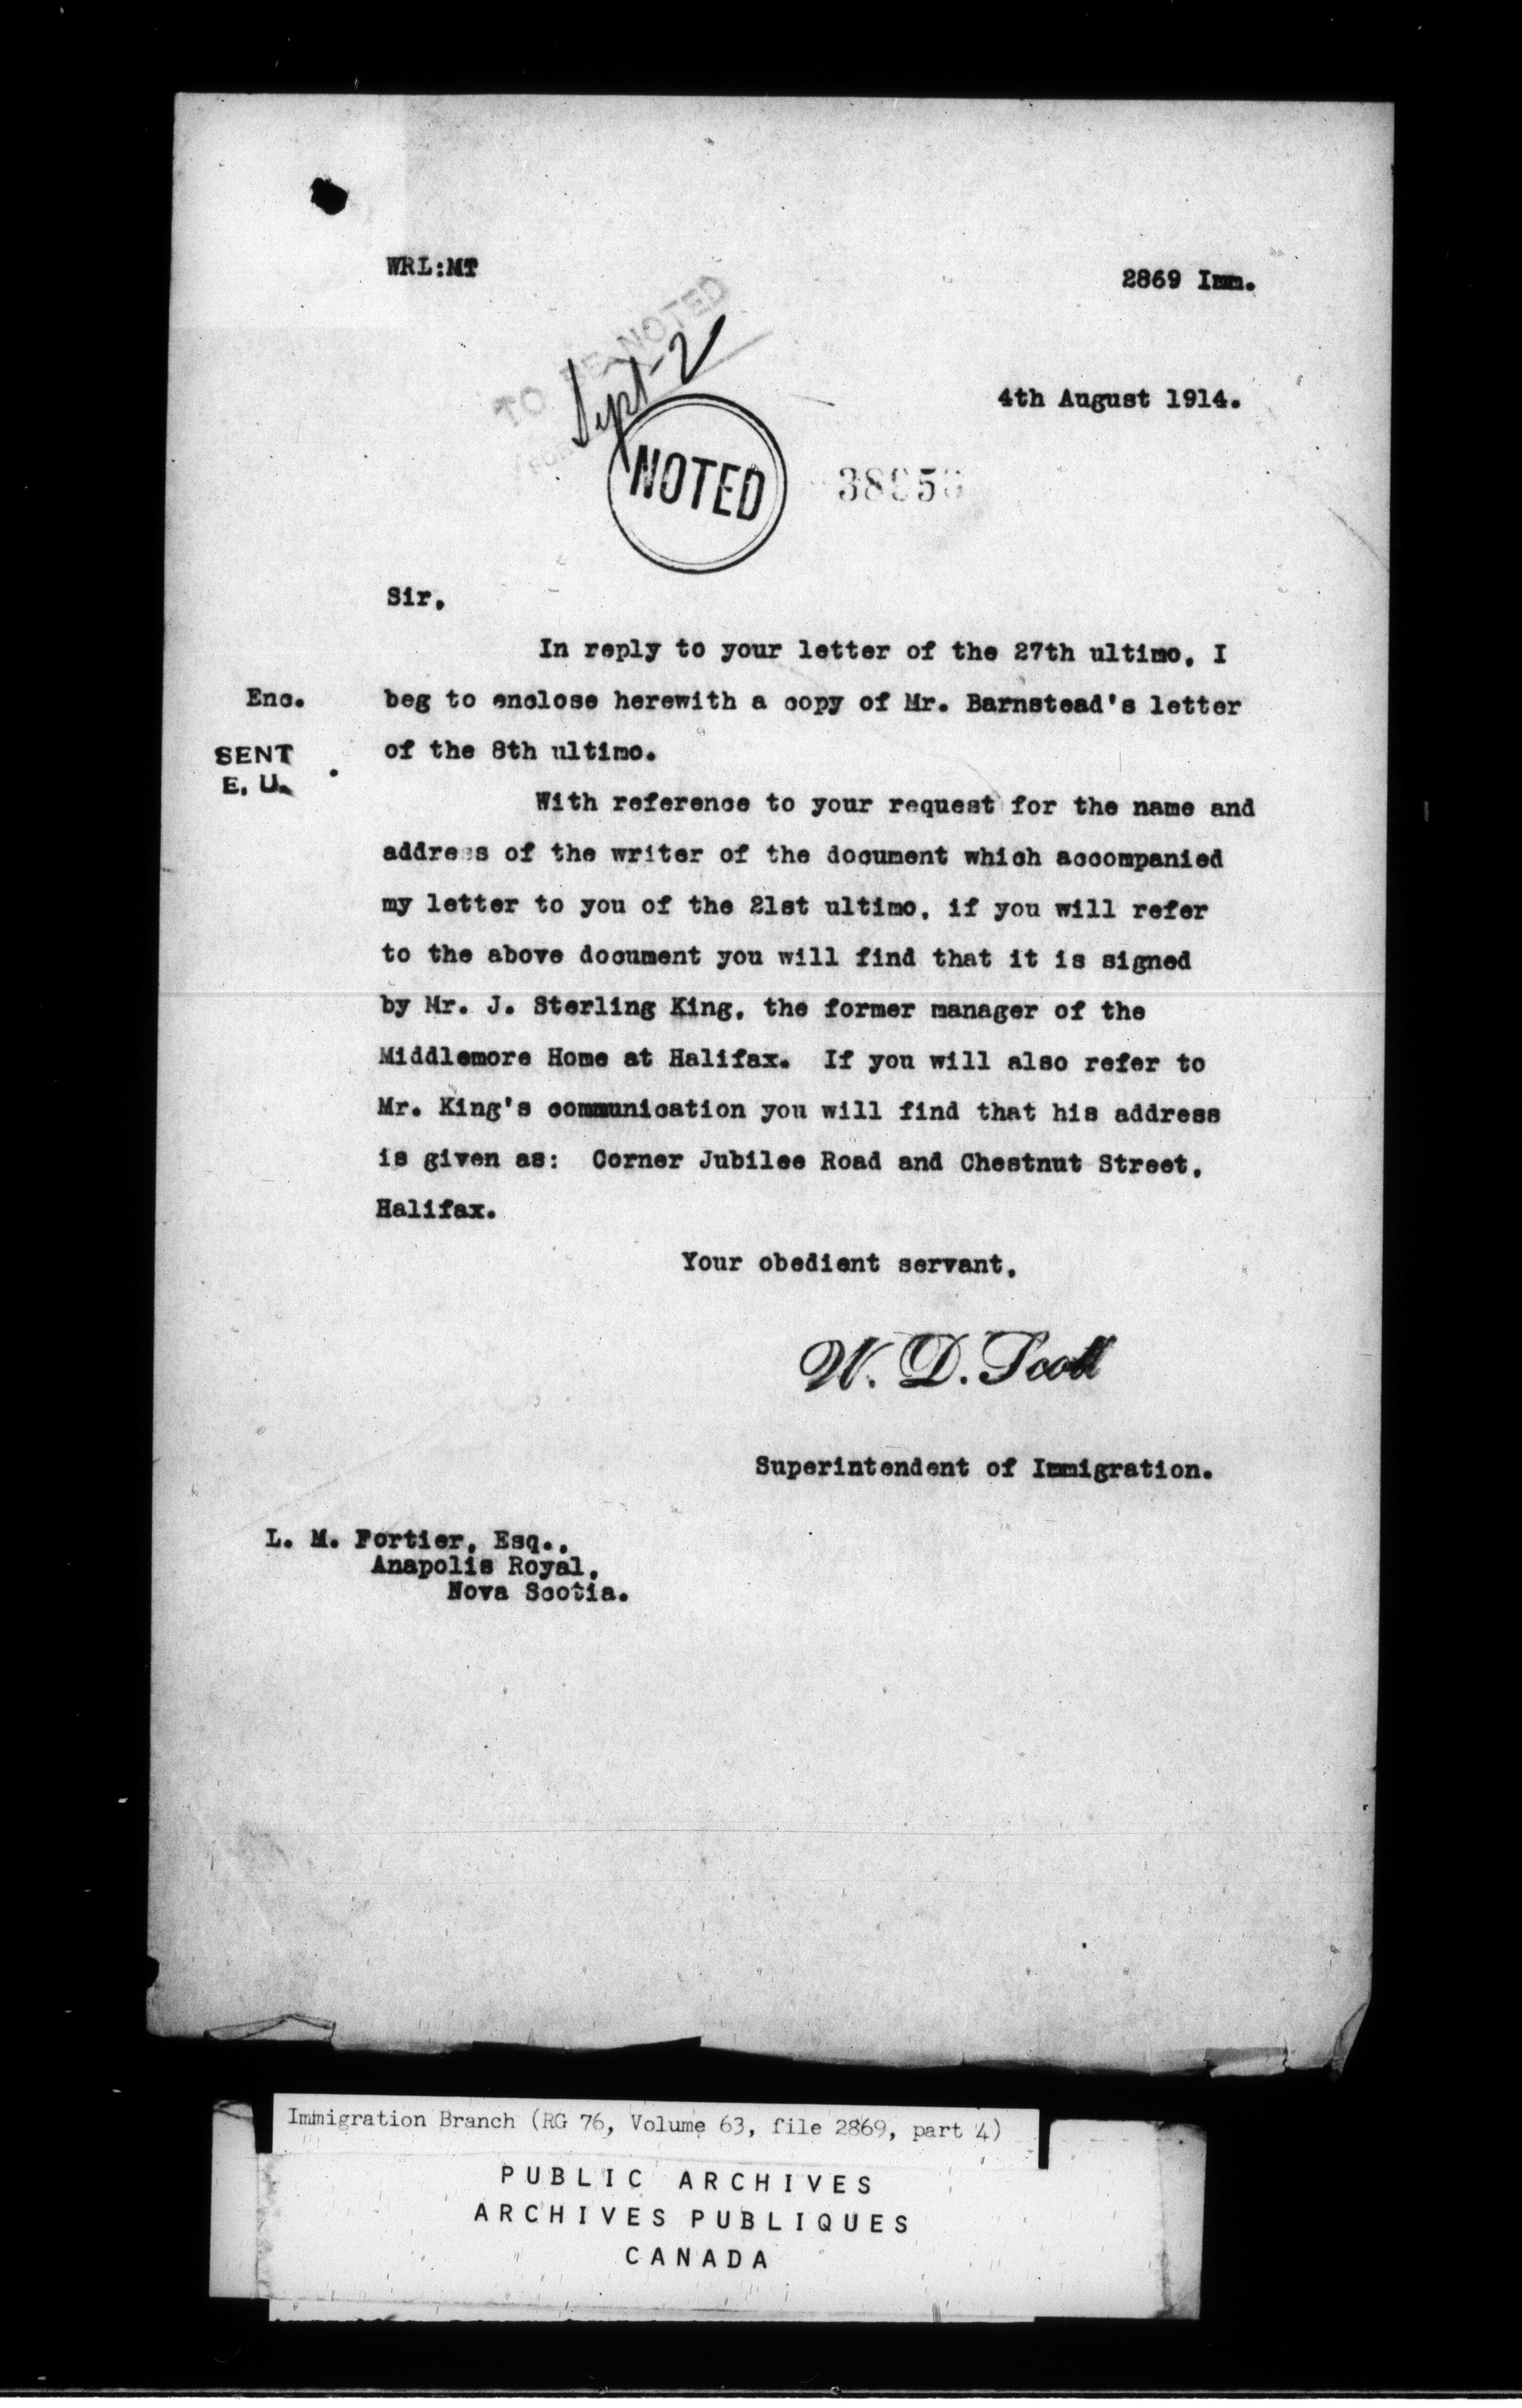 WRL:MT
2869 Imm.
TO BE NOTED
Sept 2
FOR
4th August 1914.
NOTED
Sir,
In reply to your letter of the 27th ultimo, I
Enc.
beg to enclose herewith a copy of Mr. Barnstead's letter
of the 8th ultimo.
SENT
E. U.
With reference to your request for the name and
address of the writer of the document which accompanied
my letter to you of the 21st ultimo, if you will refer
to the above document you will find that it is signed
by Mr. J. Sterling King, the former manager of the
Middlemore Home at Halifax. If you will also refer to
Mr. King's communication you will find that his address
is given as: Corner Jubilee Road and Chestnut Street,
Halifax.
Your obedient servant,
W. D. Scott
Superintendent of Immigration.
L. M. Fortier, Esq.,
Anapolis Royal,
Nova Scotia.
Immigration Branch (RG 76, Volume 63, file 2869, part 4)
PUBLIC ARCHIVES
ARCHIVES PUBLIQUES
CANADA